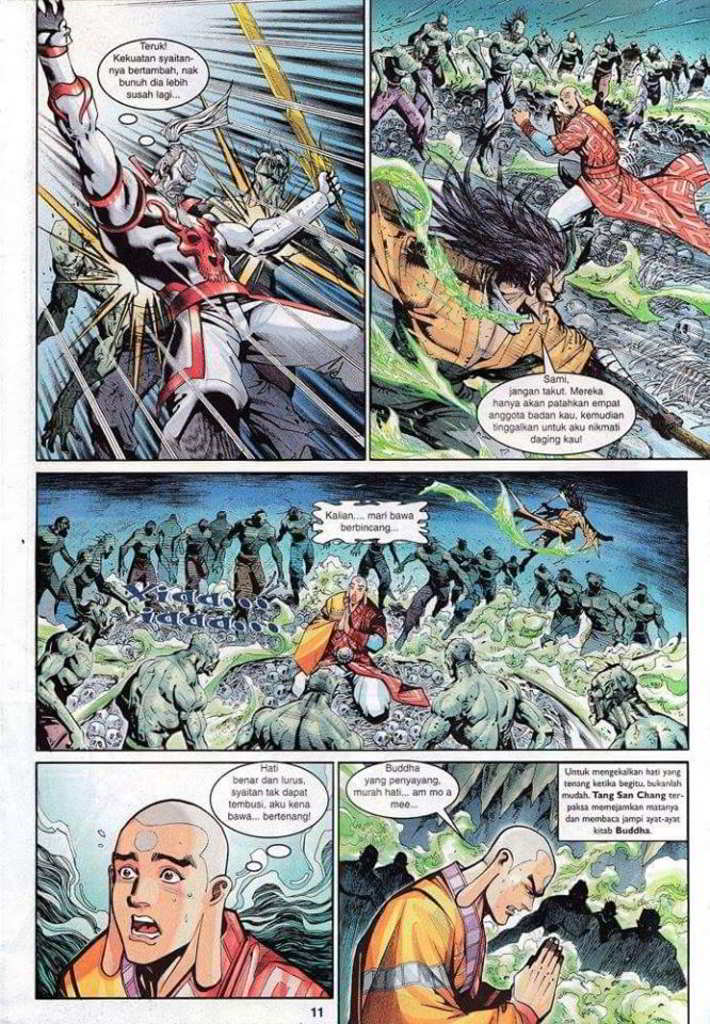 Teruk!
Kekuatan syaitan-
nya bertambah, nak
bunuh dia lebih
susah lagi...
Sami,
jangan takut. Mereka
hanya akan patahkan empat
anggota badan kau, kemudian
tinggalkan untuk aku nikmati
daging kau!
Kalian,... mari bawa
berbincang...
Hati
benar dan lurus,
syaitan tak dapat
tembusi, aku kena
bawa... bertenang!
Buddha
yang penyayang,
murah hati... am mo a
mee...
Untuk mengekalkan hati yang
tenang ketika begitu, bukanlah
mudah. Tang San Chang ter-
paksa memejamkan matanya
dan membaca jampi ayat-ayat
kitab Buddha.
11